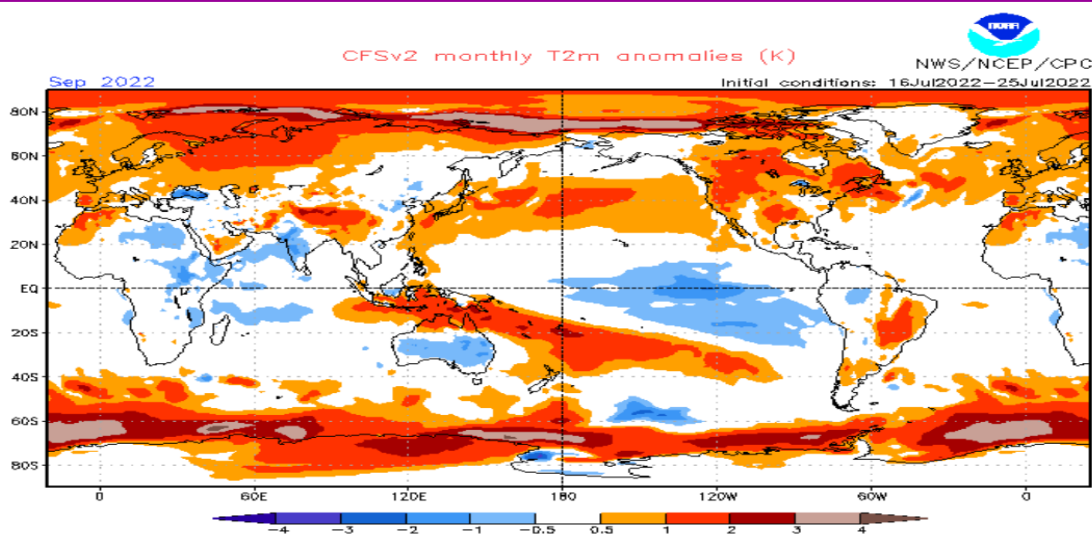 NOAA
CFSv2 monthly T2m anomalies (K)
NWS/NCEP/CPC
Sep 2022
Initial conditions: 16Jul2022-25Jul2022
80N
60N
40N
20N
EQ
20S
40S
60S
80S
0 60E 120E 180 120W 60W 0
-4 -3 -2 -1 -0.5 0.5 1 2 3 4